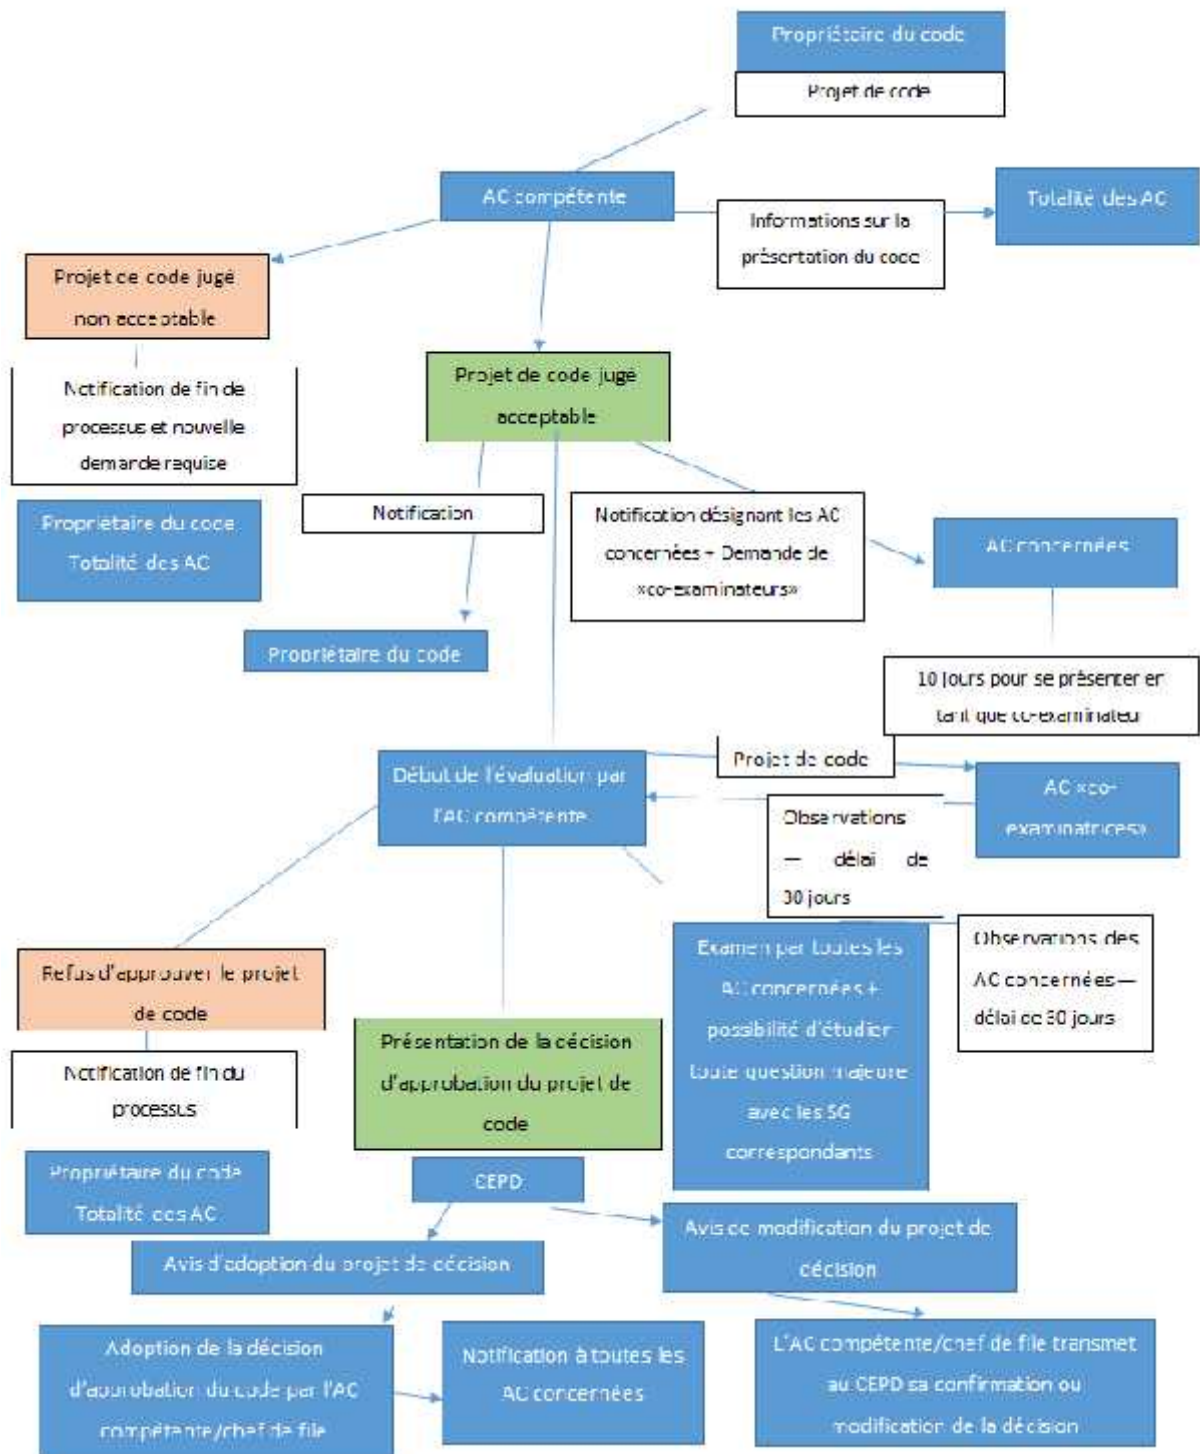 Propriétaire du code
Projet de code
AC compétente
Totalité des AC
Informations sur la
présentation du code
Projet de code jugé
non acceptable
Projet de code jugé
acceptable
Notification de fin de
processus et nouvelle
demande requise
Propriétaire du code
Totalité des AC
Notification
Notification désignant les AC
concernées + Demande de
«co-examinateurs»
AC concernées
Propriétaire du code
10 jours pour se présenter en
tant que co-examinateur
Début de l'évaluation par
l'AC compétente
Projet de code
AC «co-
examinatrices»
Observations
— délai de
30 jours
Refus d'approuver le projet
de code
Notification de fin du
processus
Propriétaire du code
Totalité des AC
Présentation de la décision
d'approbation du projet de
code
Examen par toutes les
AC concernées +
possibilité d'étudier
toute question majeure
avec les SG
correspondants
Observations des
AC concernées —
délai de 30 jours
CEPD
Avis d'adoption du projet de décision
Avis de modification du projet de
décision
Adoption de la décision
d'approbation du code par l'AC
compétente/chef de file
Notification à toutes les
AC concernées
L'AC compétente/chef de file transmet
au CEPD sa confirmation ou
modification de la décision